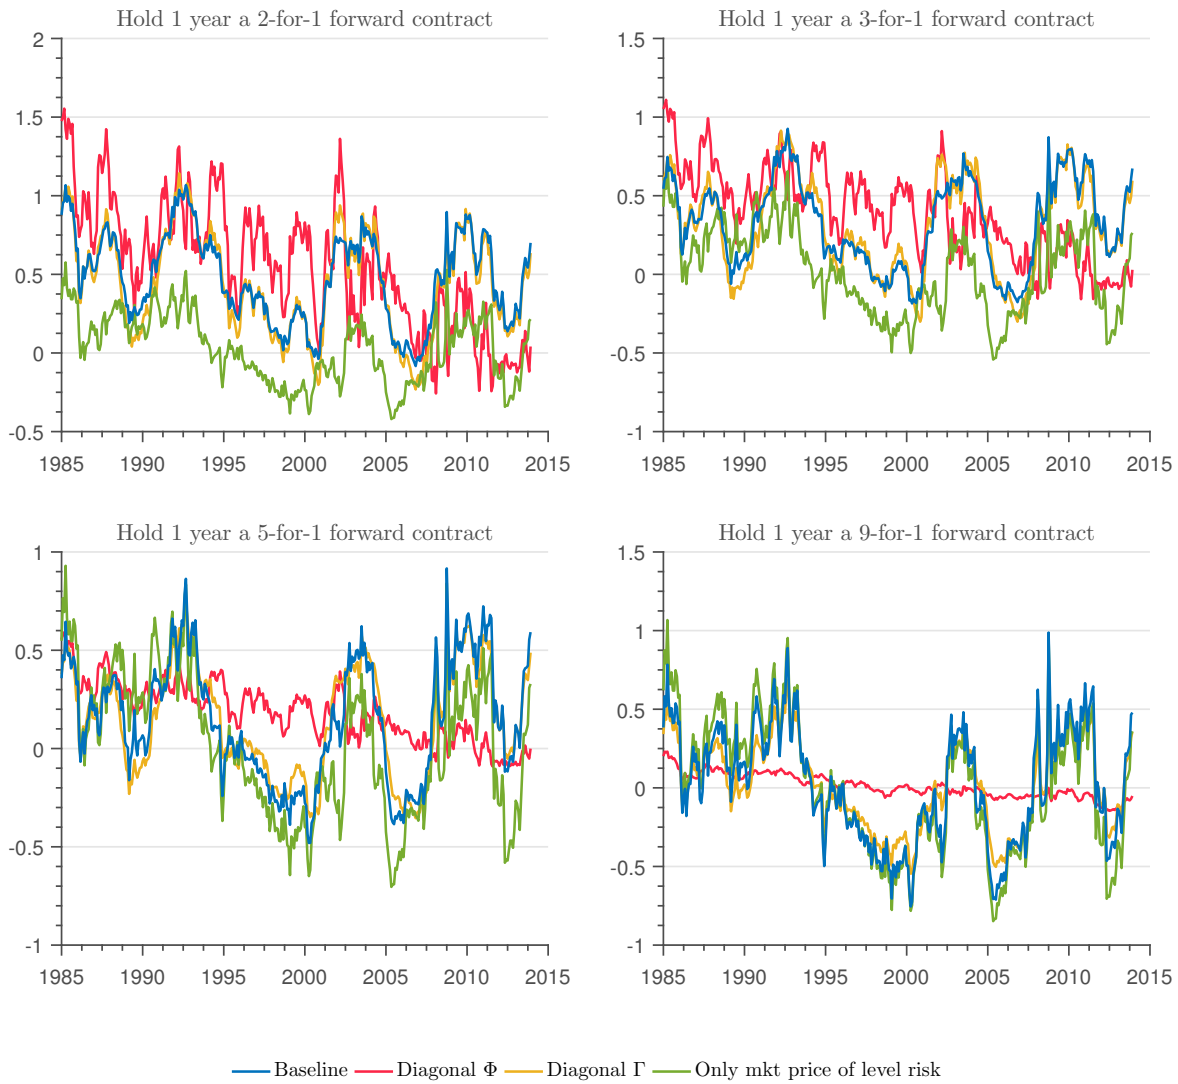 Hold 1 year a 2-for-1 forward contract
2
1.5
1
0.5
0
-0.5
1985 1990 1995 2000 2005 2010 2015
Hold 1 year a 3-for-1 forward contract
1.5
1
0.5
0
-0.5
-1
1985 1990 1995 2000 2005 2010 2015
Hold 1 year a 5-for-1 forward contract
1
0.5
0
-0.5
-1
1985 1990 1995 2000 2005 2010 2015
Hold 1 year a 9-for-1 forward contract
1.5
1
0.5
0
-0.5
-1
1985 1990 1995 2000 2005 2010 2015
Baseline Diagonal Φ Diagonal Γ Only mkt price of level risk